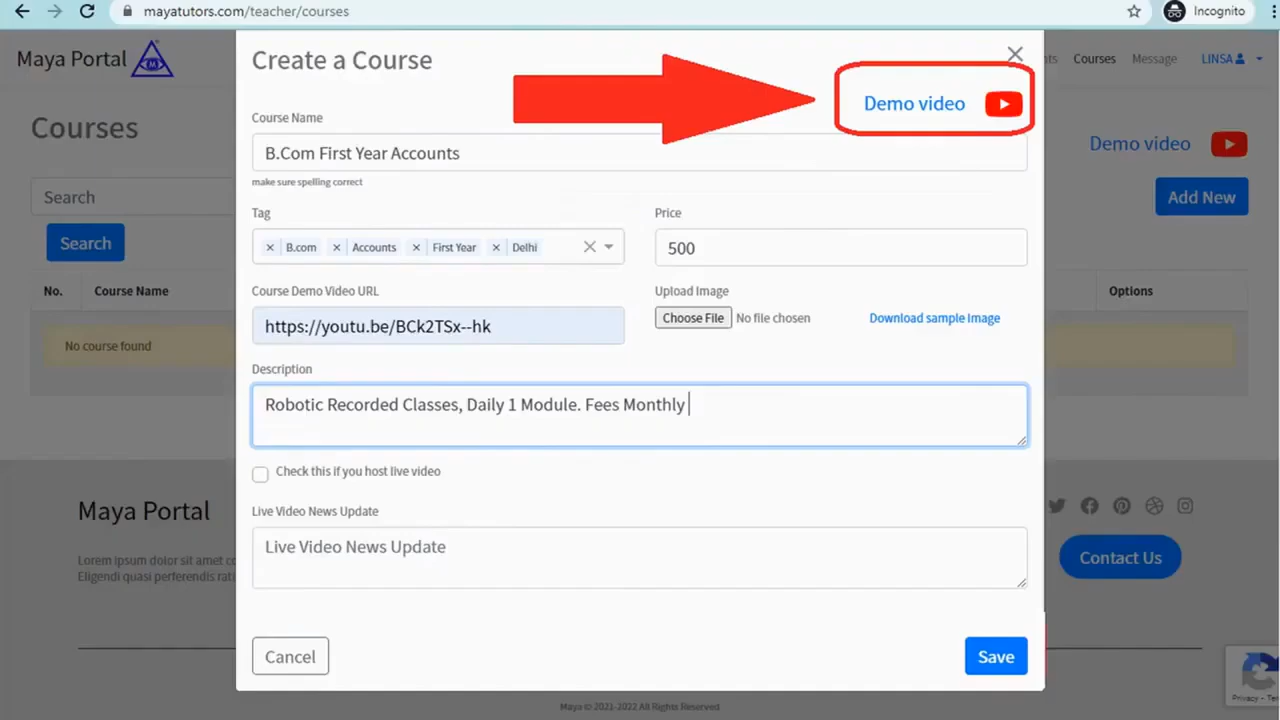 mayatutors.com/teacher/courses
Incognito
Maya Portal
Courses
Message
LINSA
Create a Course
Demo video
Courses
Demo video
Course Name
B.Com First Year Accounts
make sure spelling correct
Search
Add New
Tag
Price
B.com
Accounts
First Year
Delhi
500
Search
No.
Course Name
Options
Course Demo Video URL
Upload Image
https://youtu.be/BCk2TSx--hk
Choose File
No file chosen
Download sample Image
No course found
Description
Robotic Recorded Classes, Daily 1 Module. Fees Monthly
Check this if you host live video
Maya Portal
Live Video News Update
Live Video News Update
Lorem ipsum dolor sit amet
Eligendi quasi perferendis
Contact Us
Cancel
Save
Maya © 2021-2022 All Rights Reserved